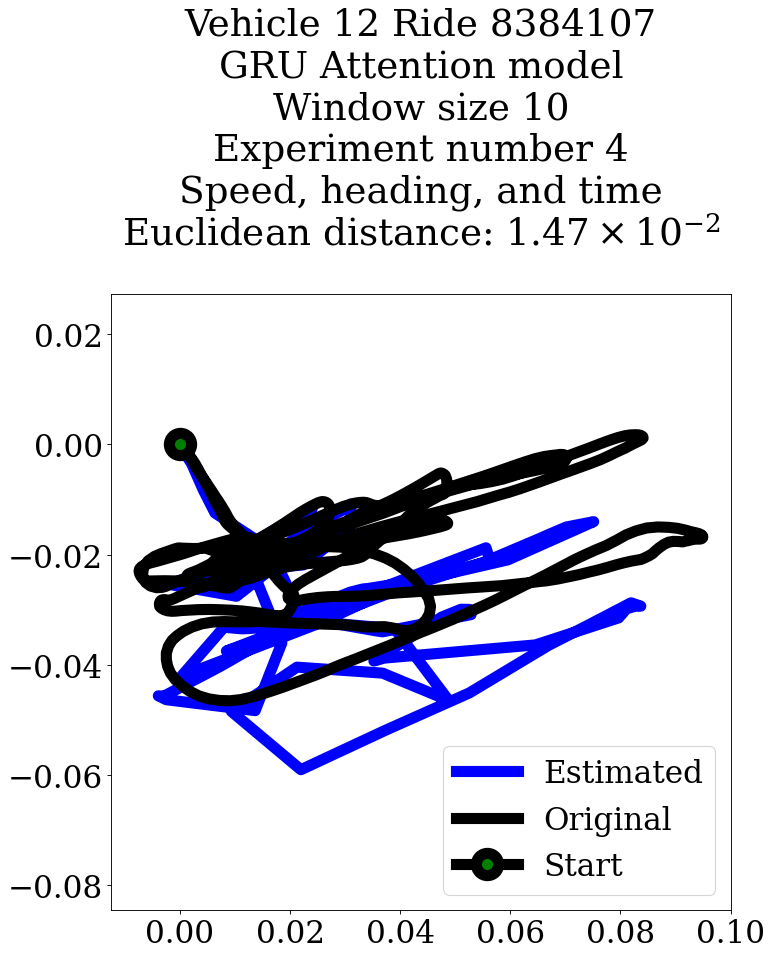 Vehicle 12 Ride 8384107
GRU Attention model
Window size 10
Experiment number 4
Speed, heading, and time
Euclidean distance: 1.47 × 10⁻²
0.02
0.00
−0.02
−0.04
−0.06
−0.08
Estimated
Original
Start
0.00 0.02 0.04 0.06 0.08 0.10